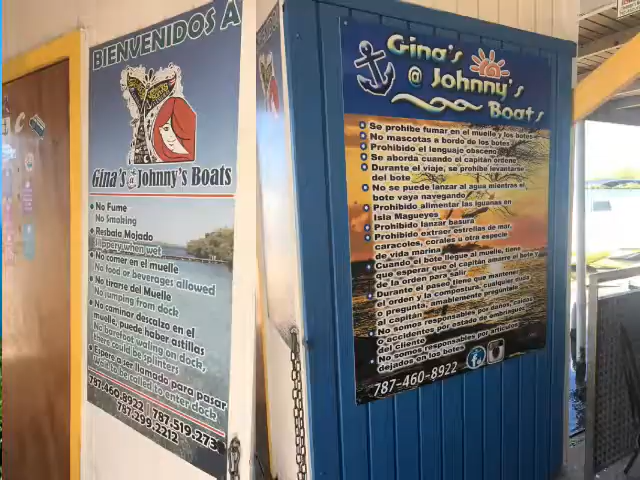 BIENVENIDOS A
Gina's @ Johnny's Boats
• No Fume
No Smoking
• Resbala Mojado
Slippery when wet
• No comer en el muelle
No food or beverages allowed
• No tirarse del Muelle
No jumping from dock
• No caminar descalzo en el
muelle, puede haber astillas
No barefoot waling on dock,
there could be splinters
• Espere a ser llamado para pasar
wait to be called to enter dock
787.460.8922 | 787.519.273
787.299.2212
Gina's
@ Johnny's
Boats
Se prohibe fumar en el muelle y los botes
No mascotas a bordo de los botes
Prohibido el lenguaje obsceno
Se aborda cuando el capitán ordene
Durante el viaje, se prohibe levantarse
del bote
No se puede lanzar al agua mientras el
bote vaya navegando
Prohibido alimentar las iguanas en
Isla Magueyes
Prohibido lanzar basura
Prohibido extraer estrellas de mar,
caracoles, corales u otra especie
de vida marina
Cuando el bote llegue al muelle, tiene
que esperar que el capitán amarre el bote y
de la orden para salir
Durante el paseo tiene que mantener
el orden y la compostura, cualquier duda
o pregunta, amablemente pregúntele
al capitán
No somos responsables por daños, caídas
o accidentes por estado de embriaguez
del cliente
No somos responsables por artículos
dejados en los botes
787-460-8922